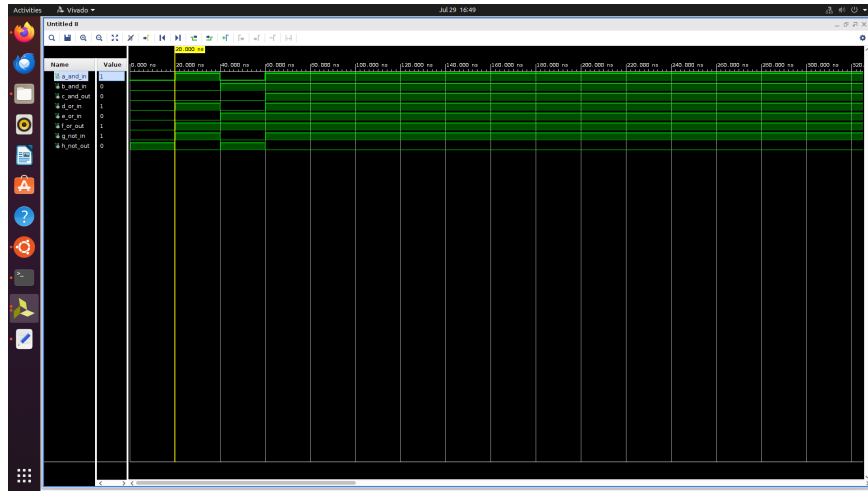 Activities Vivado Jul 29 16:49
Untitled 8
20.000 ns
Name Value 0.000 ns 20.000 ns 40.000 ns 60.000 ns 80.000 ns 100.000 ns 120.000 ns 140.000 ns 160.000 ns 180.000 ns 200.000 ns 220.000 ns 240.000 ns 260.000 ns 280.000 ns 300.000 ns 320.
a_and_in 1
b_and_in 0
c_and_out 0
d_or_in 1
e_or_in 0
f_or_out 1
g_not_in 1
h_not_out 0